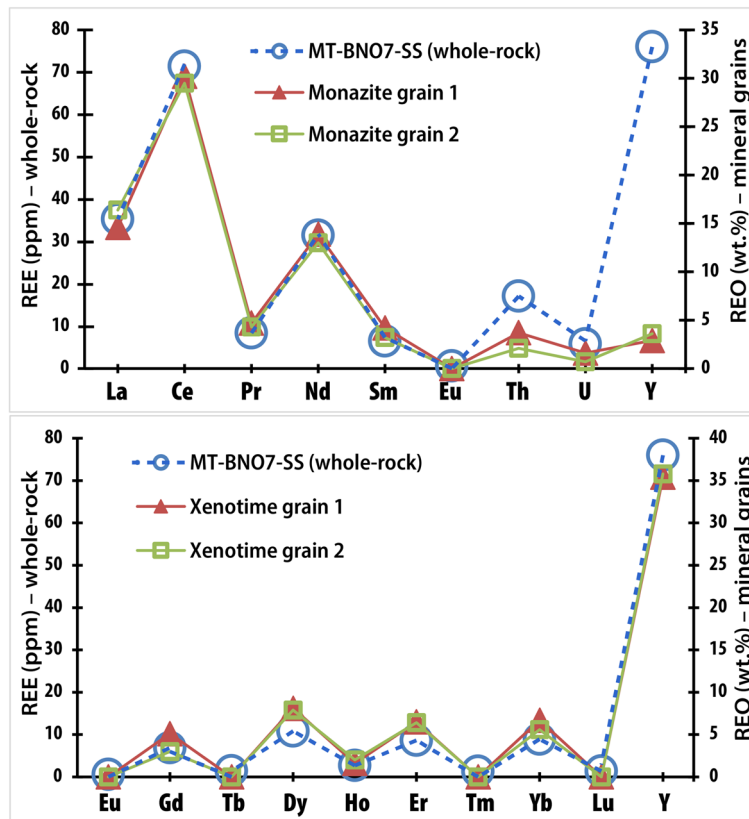 REE (ppm) – whole-rock
80
70
60
50
40
30
20
10
0
MT-BNO7-SS (whole-rock)
Monazite grain 1
Monazite grain 2
35
30
25
20
15
10
5
0
REO (wt.%) – mineral grains
La Ce Pr Nd Sm Eu Th U Y
REE (ppm) – whole-rock
80
70
60
50
40
30
20
10
0
MT-BNO7-SS (whole-rock)
Xenotime grain 1
Xenotime grain 2
40
35
30
25
20
15
10
5
0
REO (wt.%) – mineral grains
Eu Gd Tb Dy Ho Er Tm Yb Lu Y